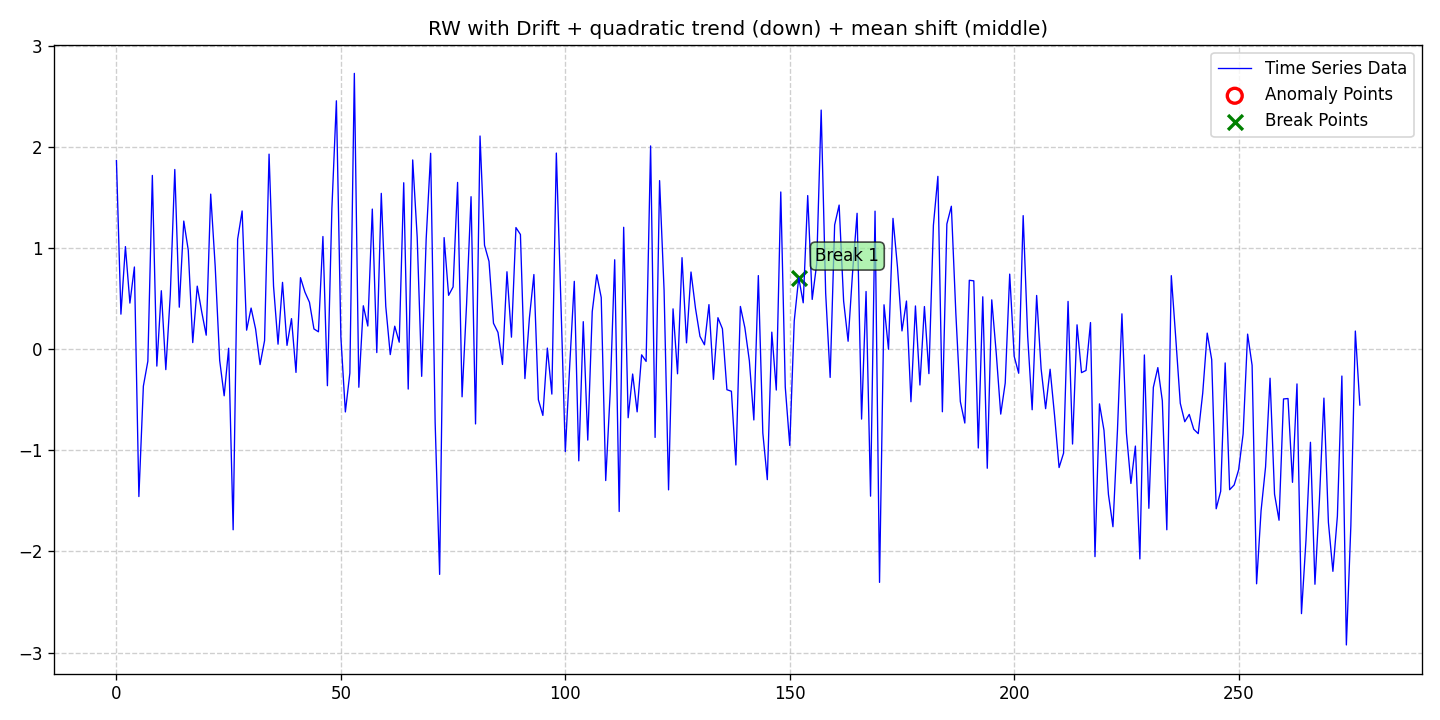 RW with Drift + quadratic trend (down) + mean shift (middle)
3
2
1
0
−1
−2
−3
Time Series Data
Anomaly Points
Break Points
Break 1
0
50
100
150
200
250